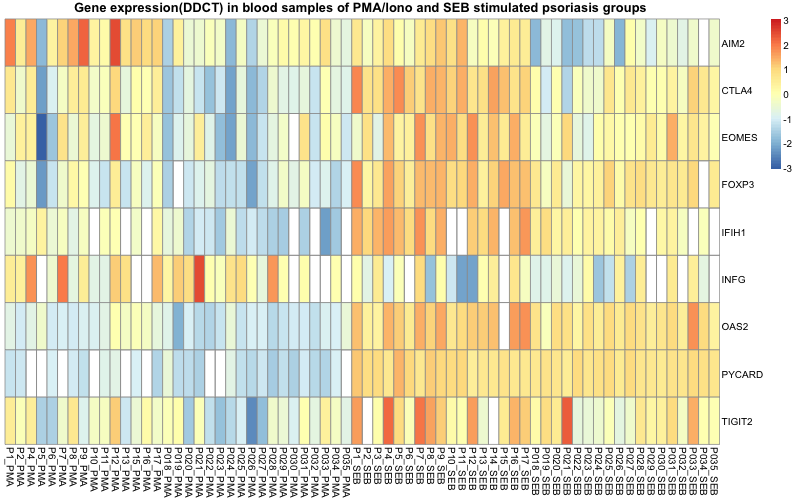 Gene expression(DDCT) in blood samples of PMA/Iono and SEB stimulated psoriasis groups
AIM2
CTLA4
EOMES
FOXP3
IFIH1
INFG
OAS2
PYCARD
TIGIT2
3
2
1
0
-1
-2
-3
P1_PMA
P2_PMA
P4_PMA
P5_PMA
P6_PMA
P7_PMA
P8_PMA
P9_PMA
P10_PMA
P11_PMA
P12_PMA
P13_PMA
P15_PMA
P16_PMA
P17_PMA
P018_PMA
P019_PMA
P020_PMA
P021_PMA
P022_PMA
P023_PMA
P024_PMA
P025_PMA
P026_PMA
P027_PMA
P028_PMA
P029_PMA
P030_PMA
P031_PMA
P032_PMA
P033_PMA
P034_PMA
P035_PMA
P1_SEB
P2_SEB
P3_SEB
P4_SEB
P5_SEB
P6_SEB
P7_SEB
P8_SEB
P9_SEB
P10_SEB
P11_SEB
P12_SEB
P13_SEB
P14_SEB
P15_SEB
P16_SEB
P17_SEB
P018_SEB
P019_SEB
P020_SEB
P021_SEB
P022_SEB
P023_SEB
P024_SEB
P025_SEB
P026_SEB
P027_SEB
P028_SEB
P029_SEB
P030_SEB
P031_SEB
P032_SEB
P033_SEB
P034_SEB
P035_SEB